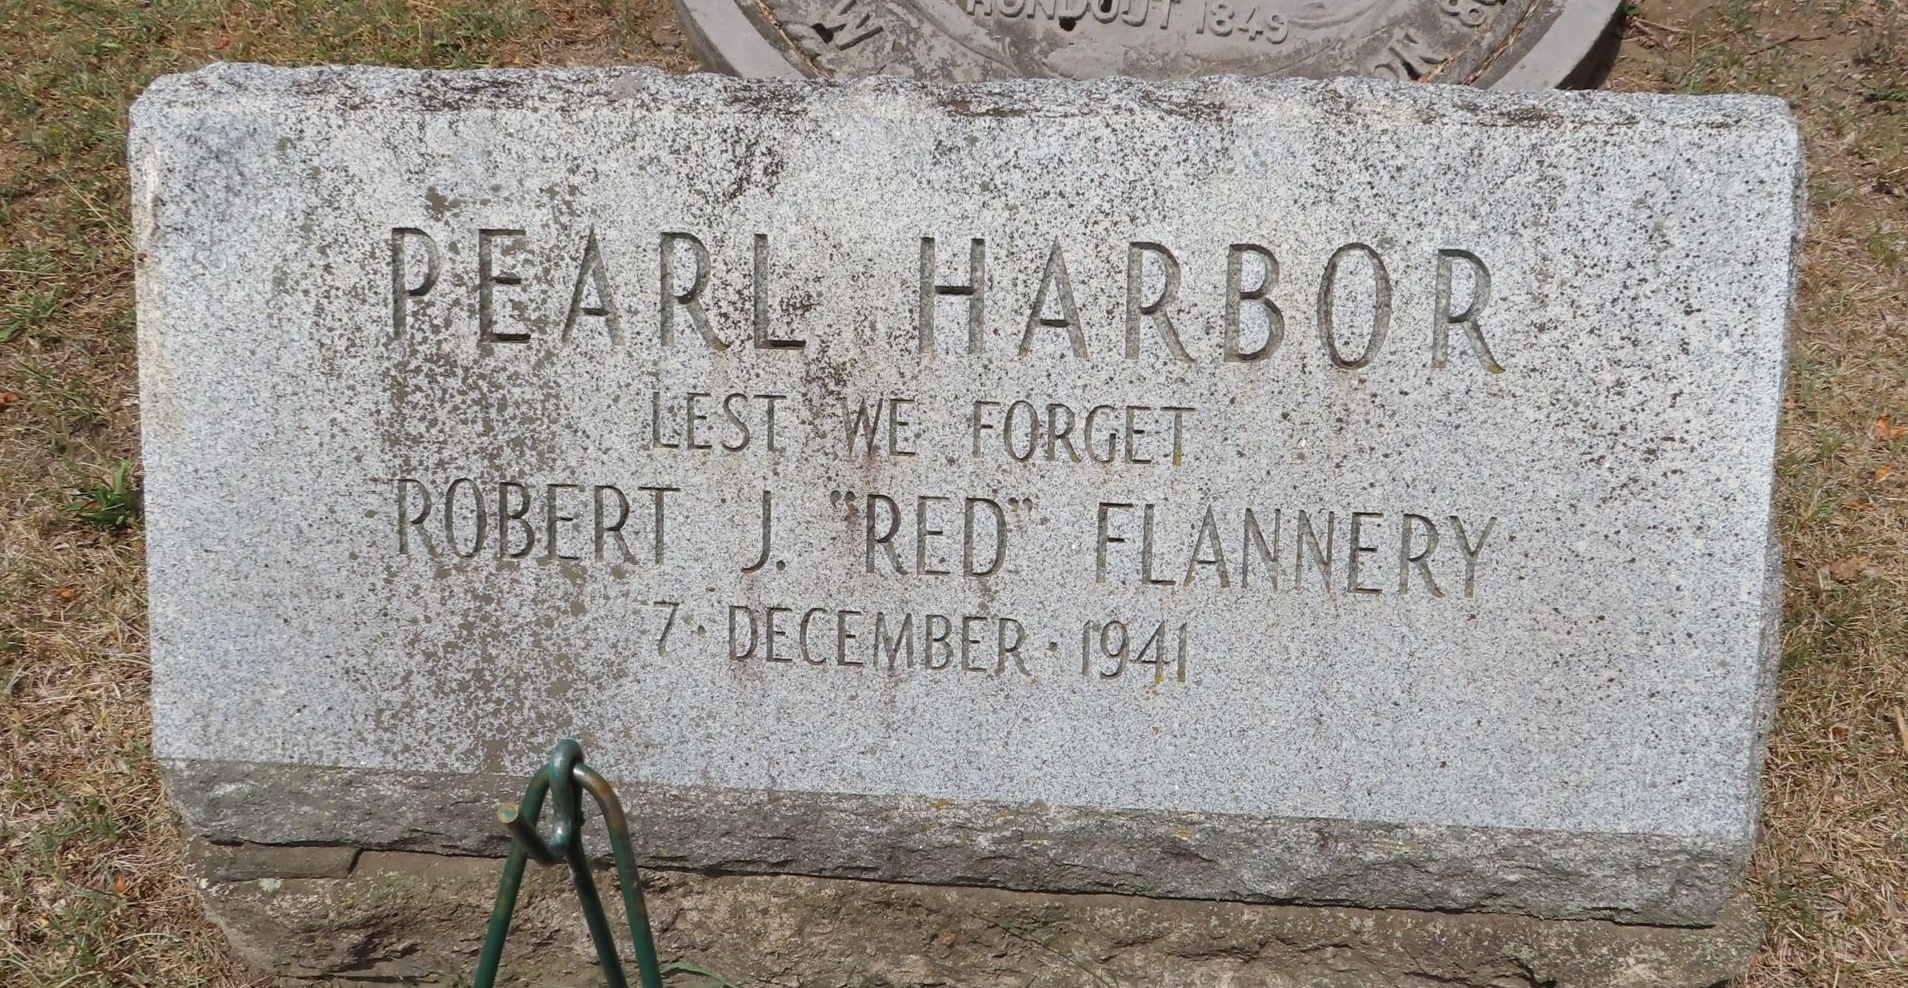 RONDOUT 1849
PEARL HARBOR
LEST WE FORGET
ROBERT J. "RED" FLANNERY
7 · DECEMBER · 1941